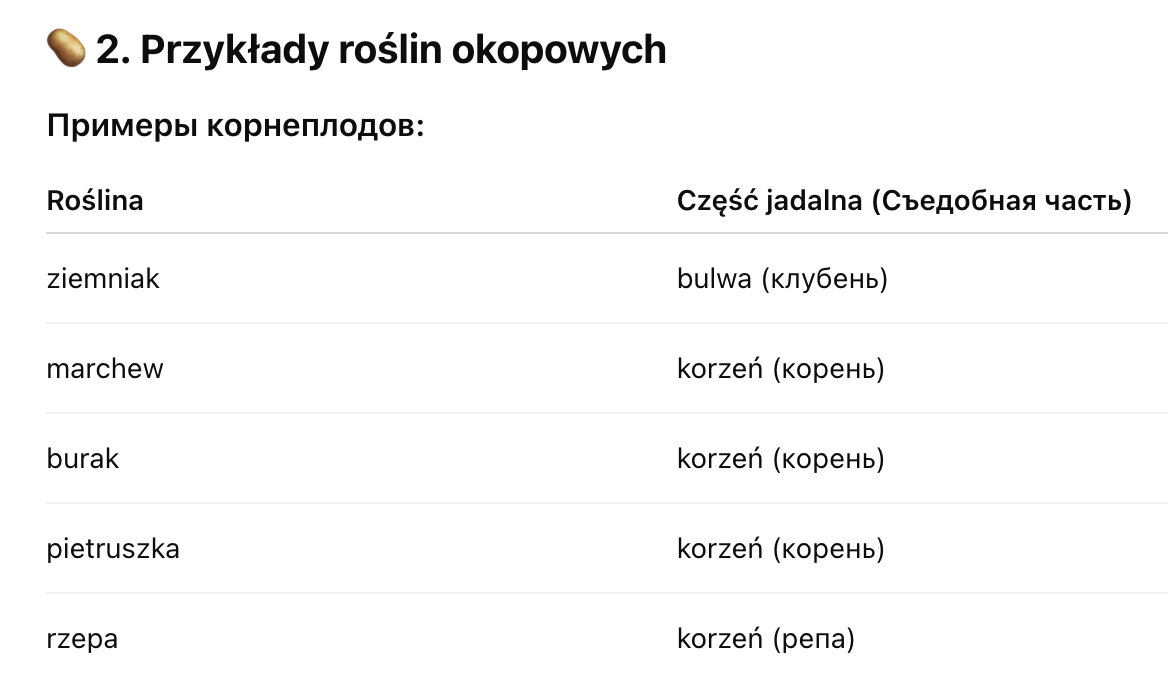 🥔 2. Przykłady roślin okopowych
Примеры корнеплодов:
Roślina Część jadalna (Съедобная часть)
ziemniak bulwa (клубень)
marchew korzeń (корень)
burak korzeń (корень)
pietruszka korzeń (корень)
rzepa korzeń (репа)